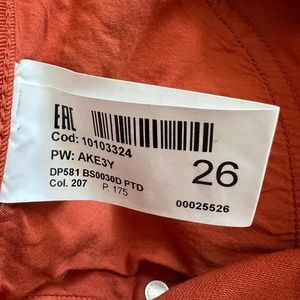 EAC
Cod: 10103324
PW: AKE3Y
26
DP581 BS0030D PTD
Col. 207 P. 175
00025526